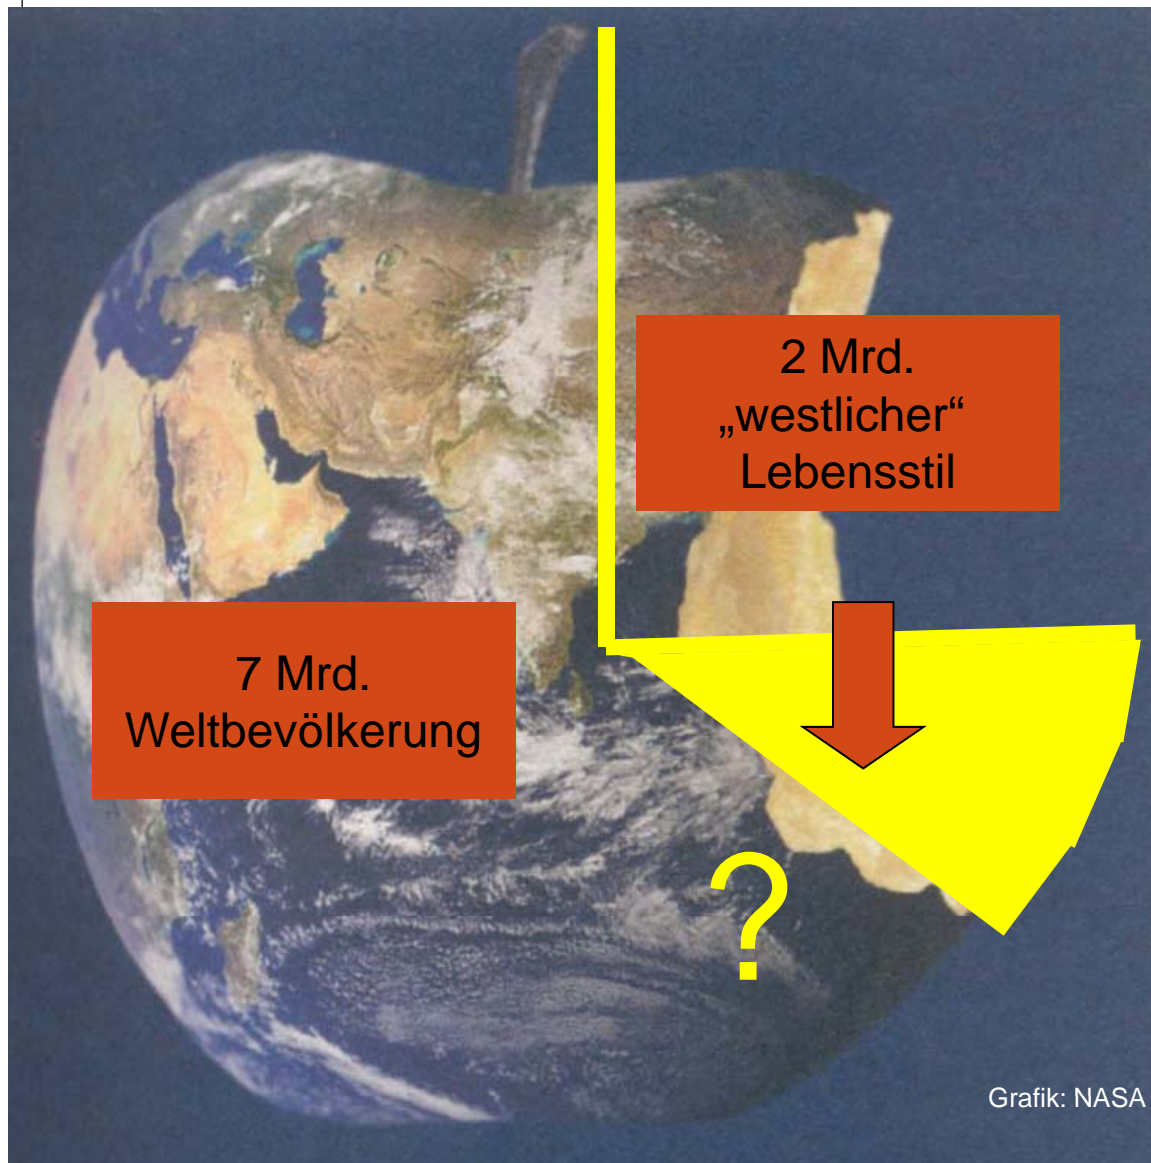 2 Mrd.
„westlicher“
Lebensstil
7 Mrd.
Weltbevölkerung
?
Grafik: NASA